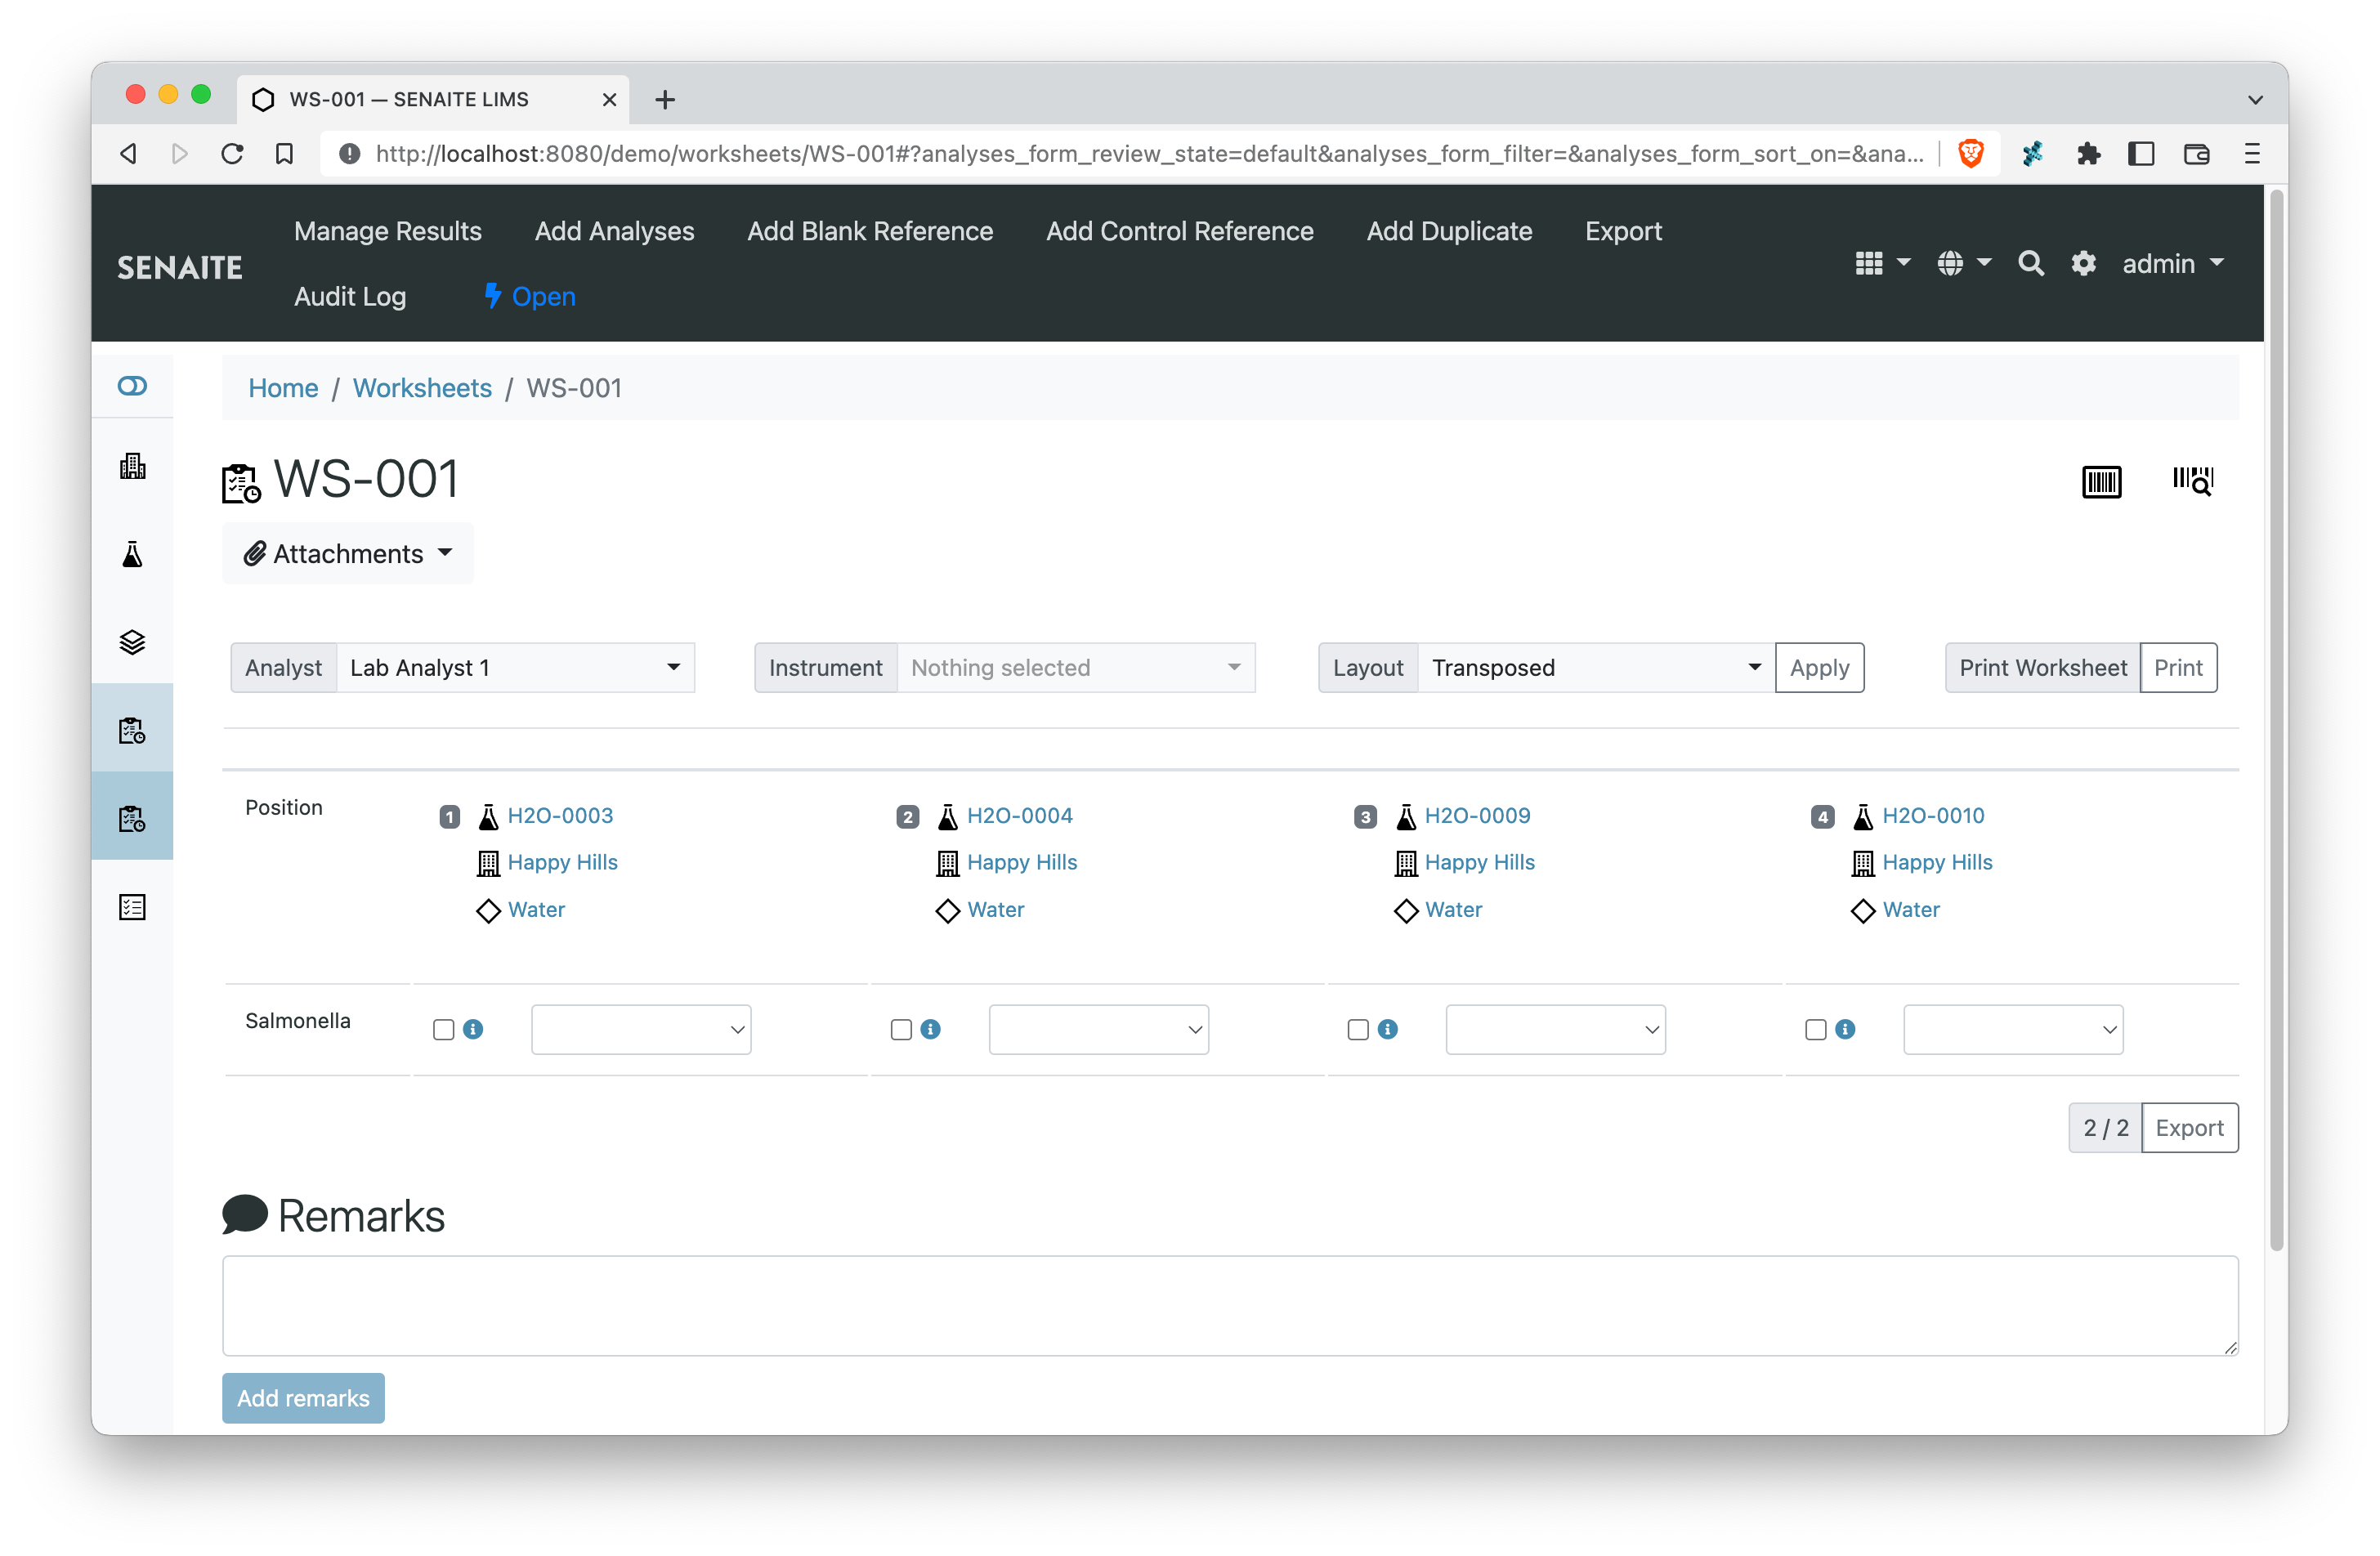 WS-001 — SENAITE LIMS
http://localhost:8080/demo/worksheets/WS-001#?analyses_form_review_state=default&analyses_form_filter=&analyses_form_sort_on=&ana...
SENAITE
Manage Results Add Analyses Add Blank Reference Add Control Reference Add Duplicate Export
Audit Log Open
admin
Home / Worksheets / WS-001
WS-001
Attachments
Analyst Lab Analyst 1 Instrument Nothing selected Layout Transposed Apply Print Worksheet Print
Position
1 H2O-0003 2 H2O-0004 3 H2O-0009 4 H2O-0010
Happy Hills Happy Hills Happy Hills Happy Hills
Water Water Water Water
Salmonella
2 / 2 Export
Remarks
Add remarks